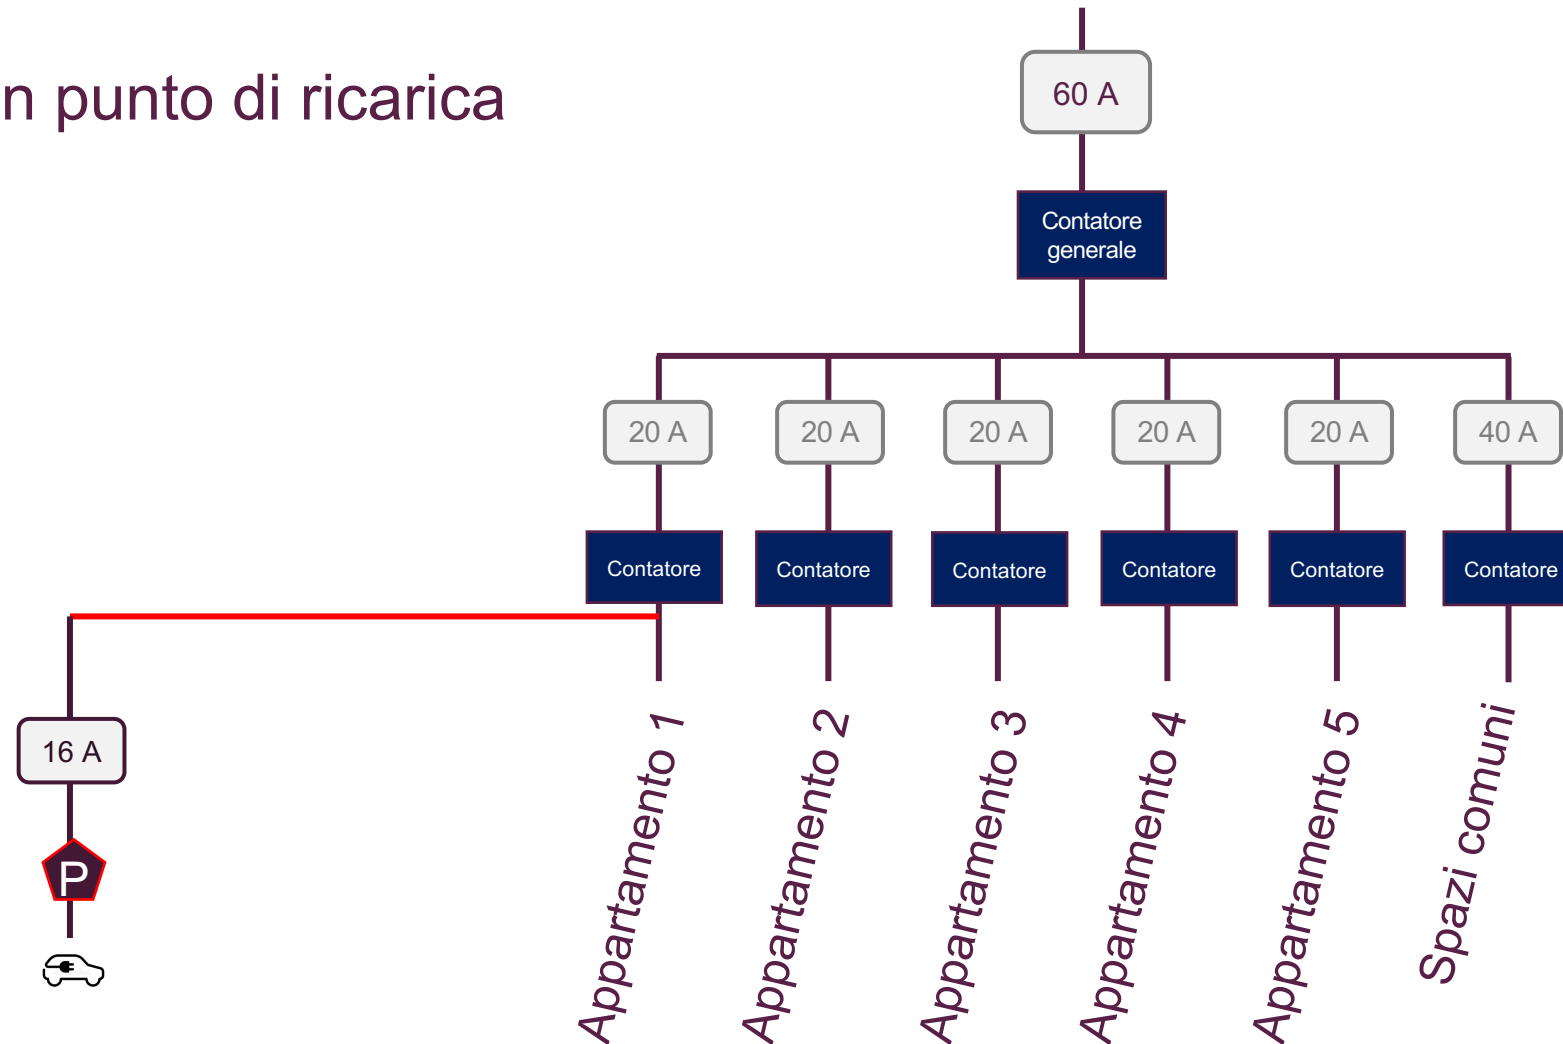 n punto di ricarica
60 A
Contatore
generale
20 A
20 A
20 A
20 A
20 A
40 A
Contatore
Contatore
Contatore
Contatore
Contatore
Contatore
16 A
P
Appartamento 1
Appartamento 2
Appartamento 3
Appartamento 4
Appartamento 5
Spazi comuni